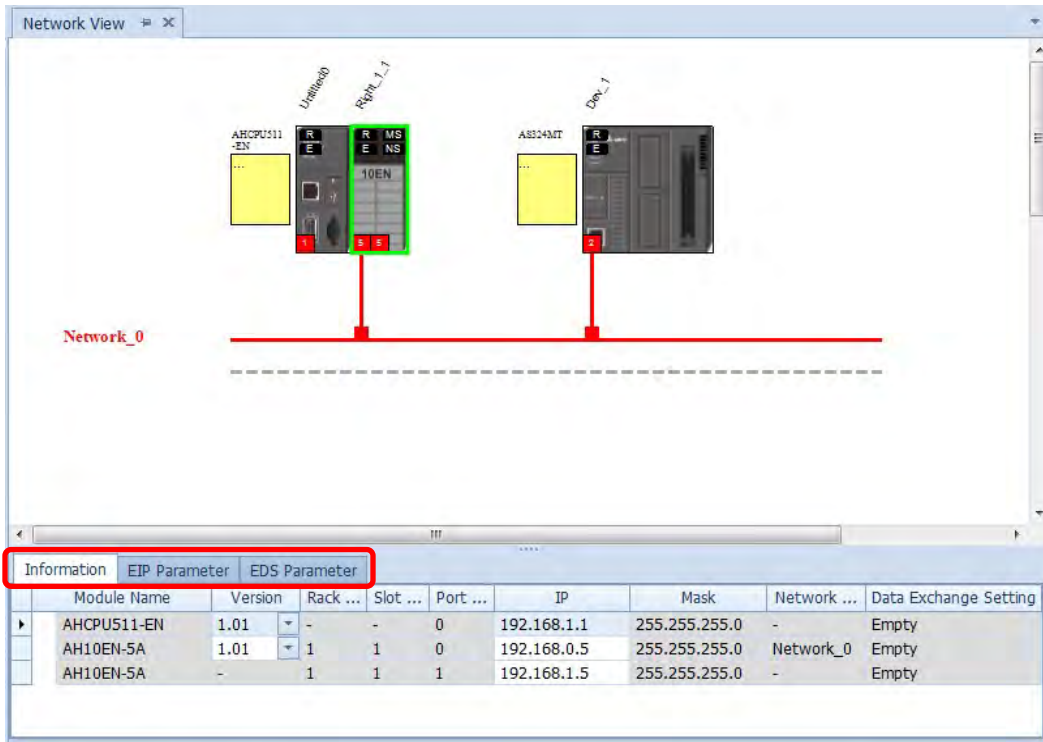 Network View
Untitled0
Right_1_1
Dev_1
AHCPU511
-EN
...
R
E
R MS
E NS
10EN
1
5 5
AS324MT
...
R
E
2
Network_0
Information EIP Parameter EDS Parameter
Module Name Version Rack ... Slot ... Port ... IP Mask Network ... Data Exchange Setting
AHCPU511-EN 1.01 - - 0 192.168.1.1 255.255.255.0 - Empty
AH10EN-5A 1.01 1 1 0 192.168.0.5 255.255.255.0 Network_0 Empty
AH10EN-5A - 1 1 1 192.168.1.5 255.255.255.0 - Empty